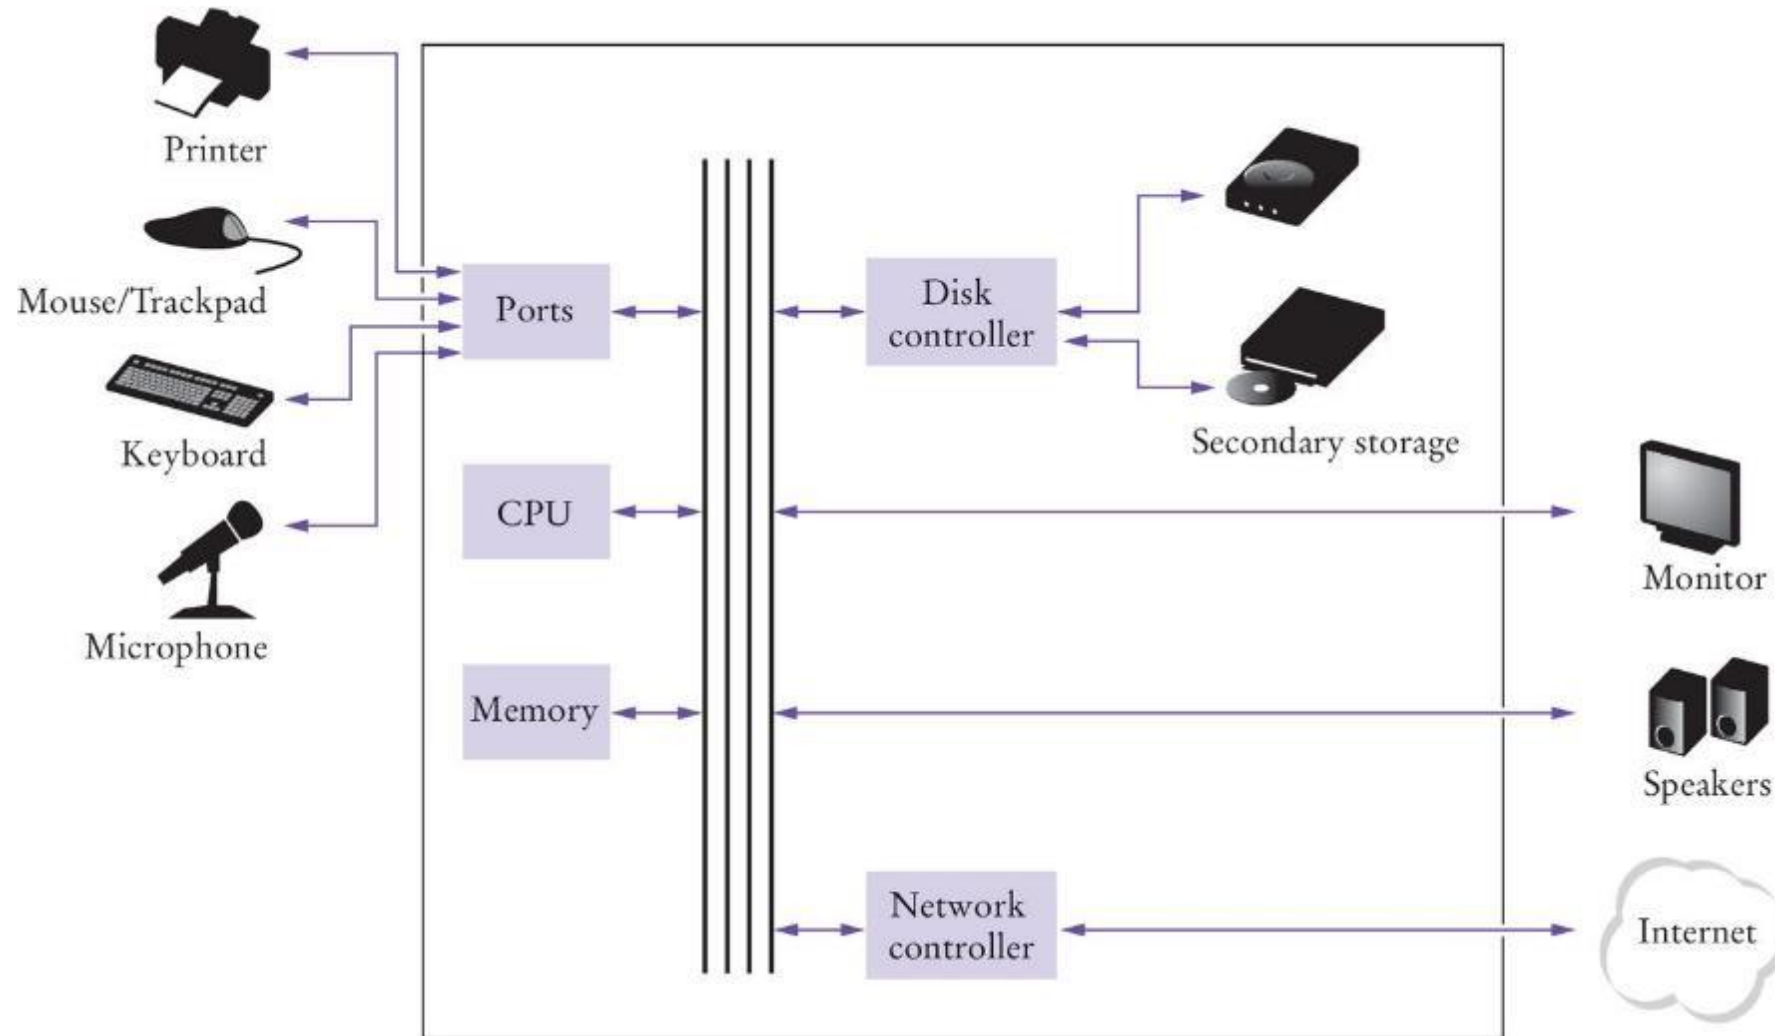 Printer
Mouse/Trackpad
Keyboard
Microphone
Ports
CPU
Memory
Disk
controller
Secondary storage
Network
controller
Monitor
Speakers
Internet